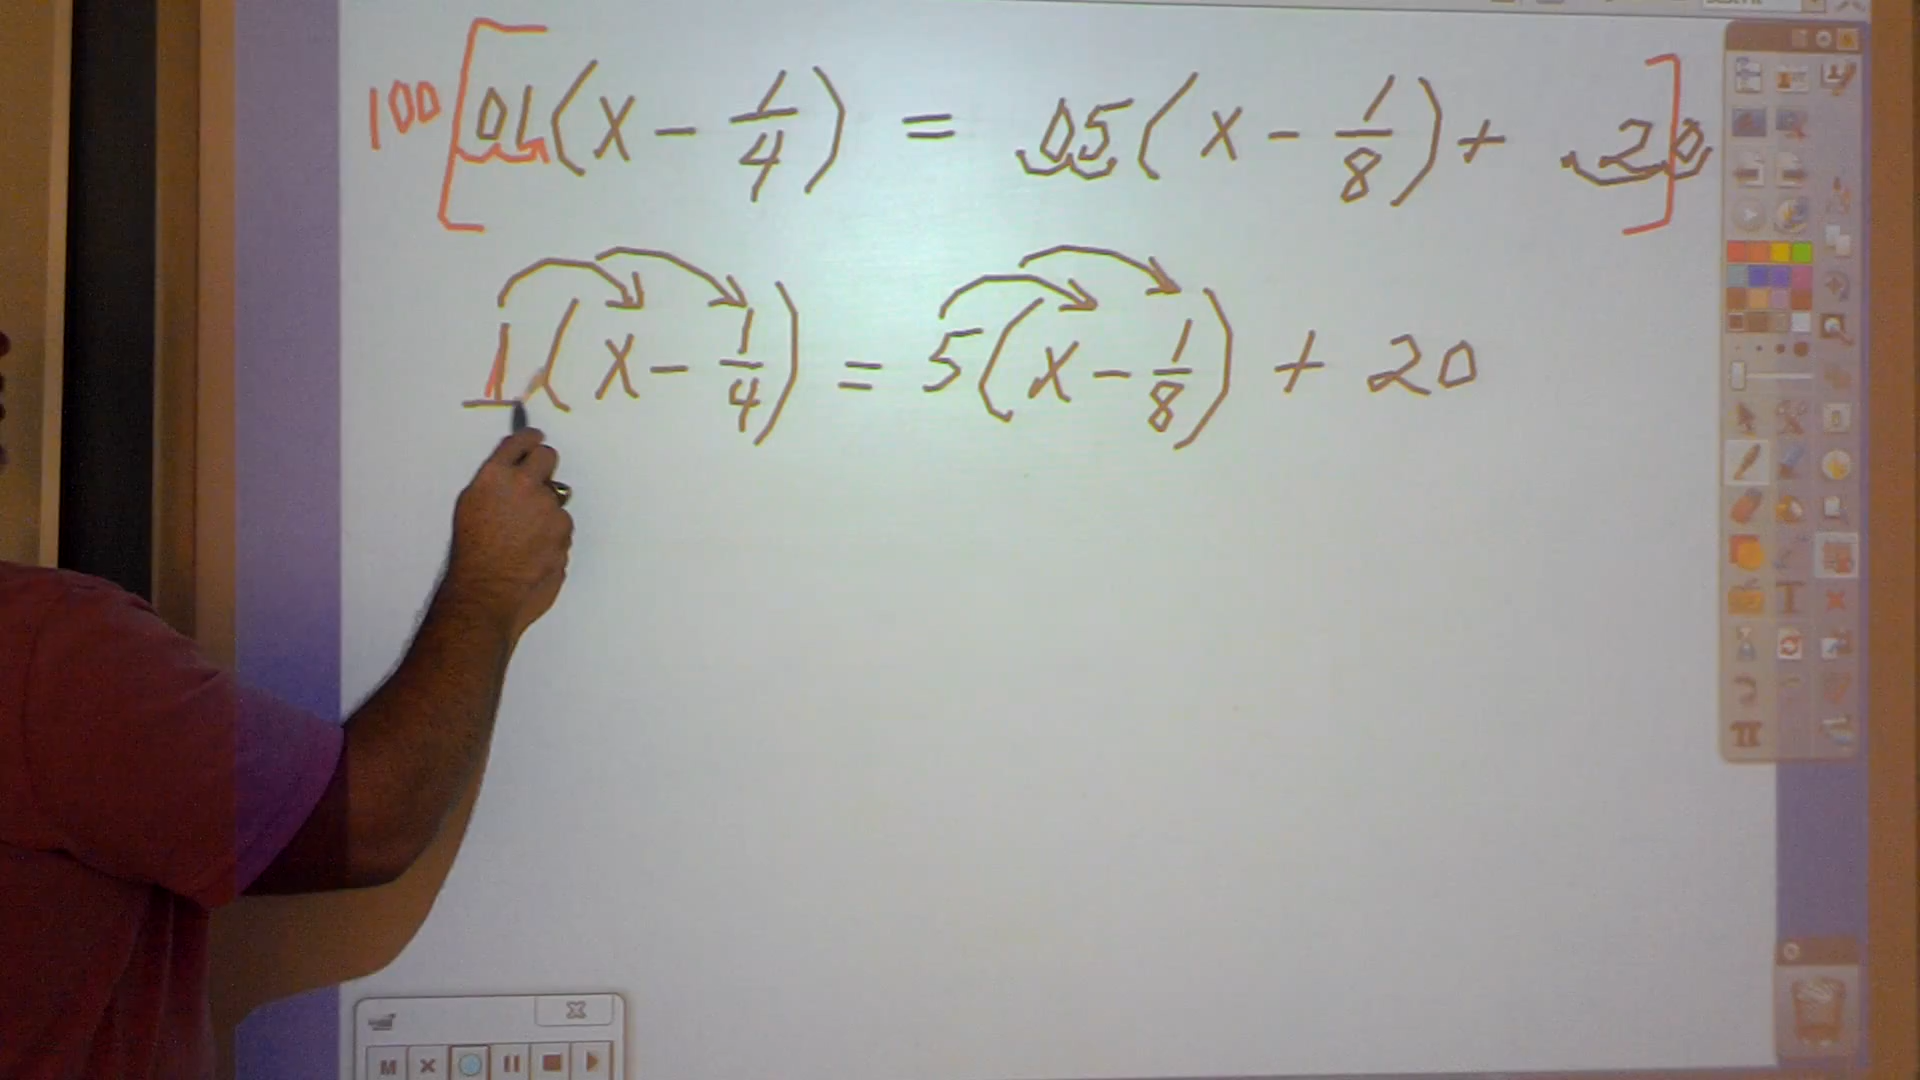 100[.01(x - 1/4) = .05(x - 1/8) + .20]
1(x - 1/4) = 5(x - 1/8) + 20
M